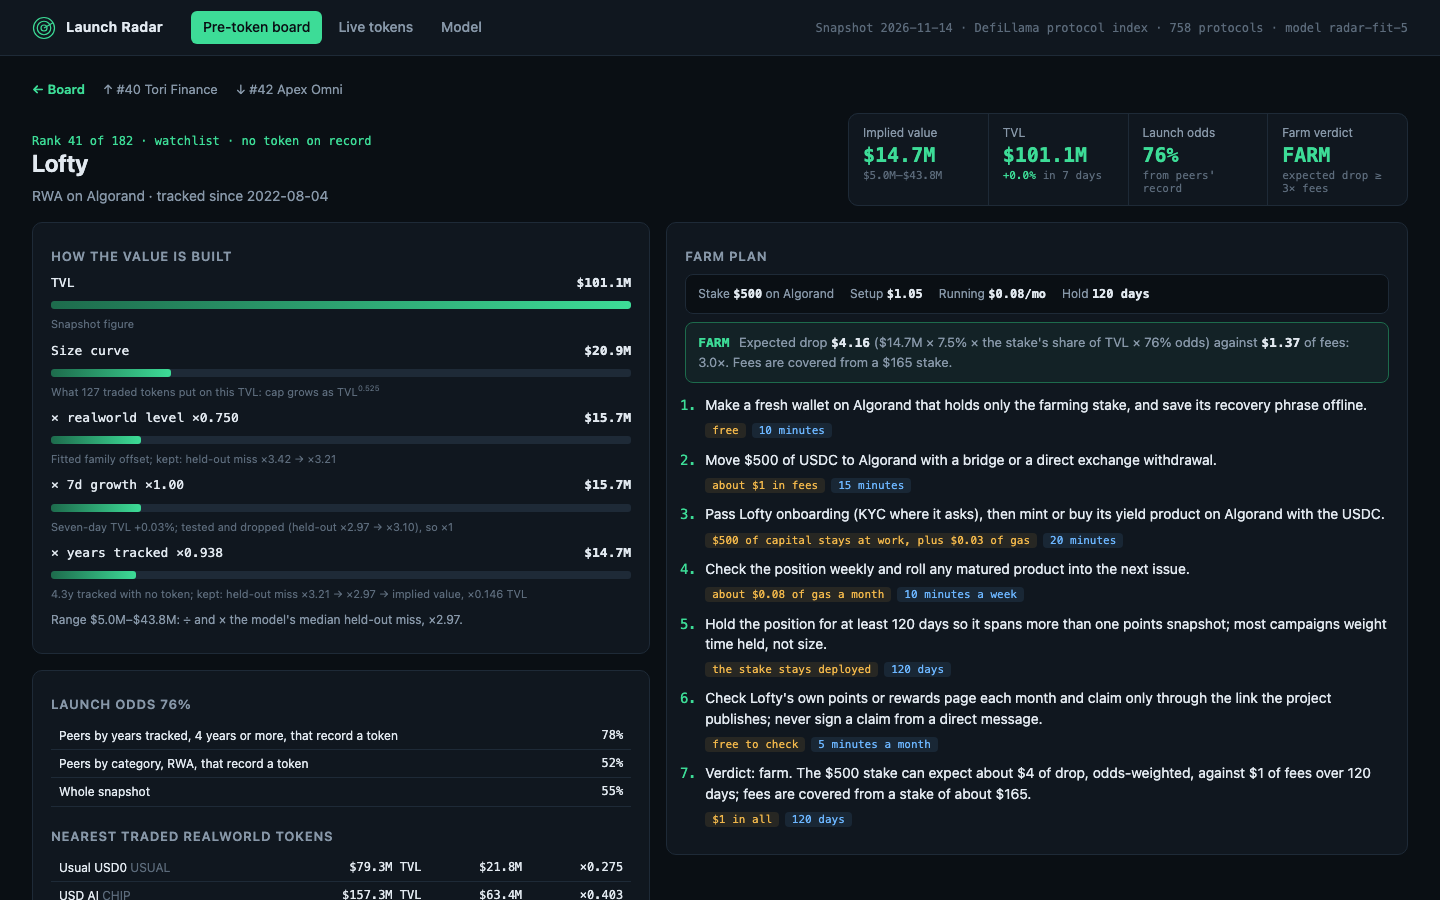 Launch Radar
Pre-token board
Live tokens
Model
Snapshot 2026-11-14 · DefiLlama protocol index · 758 protocols · model radar-fit-5
← Board
↑ #40 Tori Finance
↓ #42 Apex Omni
Rank 41 of 182 · watchlist · no token on record
Lofty
RWA on Algorand · tracked since 2022-08-04
Implied value
$14.7M
$5.0M–$43.8M
TVL
$101.1M
+0.0% in 7 days
Launch odds
76%
from peers'
record
Farm verdict
FARM
expected drop ≥
3× fees
HOW THE VALUE IS BUILT
TVL $101.1M
Snapshot figure
Size curve $20.9M
What 127 traded tokens put on this TVL: cap grows as TVL^0.525
× realworld level ×0.750 $15.7M
Fitted family offset; kept: held-out miss ×3.42 → ×3.21
× 7d growth ×1.00 $15.7M
Seven-day TVL +0.03%; tested and dropped (held-out ×2.97 → ×3.10), so ×1
× years tracked ×0.938 $14.7M
4.3y tracked with no token; kept: held-out miss ×3.21 → ×2.97 → implied value, ×0.146 TVL
Range $5.0M–$43.8M: ÷ and × the model's median held-out miss, ×2.97.
LAUNCH ODDS 76%
Peers by years tracked, 4 years or more, that record a token 78%
Peers by category, RWA, that record a token 52%
Whole snapshot 55%
NEAREST TRADED REALWORLD TOKENS
Usual USD0 USUAL $79.3M TVL $21.8M ×0.275
USD AI CHIP $157.3M TVL $63.4M ×0.403
FARM PLAN
Stake $500 on Algorand Setup $1.05 Running $0.08/mo Hold 120 days
FARM Expected drop $4.16 ($14.7M × 7.5% × the stake's share of TVL × 76% odds) against $1.37 of fees:
3.0×. Fees are covered from a $165 stake.
1. Make a fresh wallet on Algorand that holds only the farming stake, and save its recovery phrase offline.
free 10 minutes
2. Move $500 of USDC to Algorand with a bridge or a direct exchange withdrawal.
about $1 in fees 15 minutes
3. Pass Lofty onboarding (KYC where it asks), then mint or buy its yield product on Algorand with the USDC.
$500 of capital stays at work, plus $0.03 of gas 20 minutes
4. Check the position weekly and roll any matured product into the next issue.
about $0.08 of gas a month 10 minutes a week
5. Hold the position for at least 120 days so it spans more than one points snapshot; most campaigns weight
time held, not size.
the stake stays deployed 120 days
6. Check Lofty's own points or rewards page each month and claim only through the link the project
publishes; never sign a claim from a direct message.
free to check 5 minutes a month
7. Verdict: farm. The $500 stake can expect about $4 of drop, odds-weighted, against $1 of fees over 120
days; fees are covered from a stake of about $165.
$1 in all 120 days